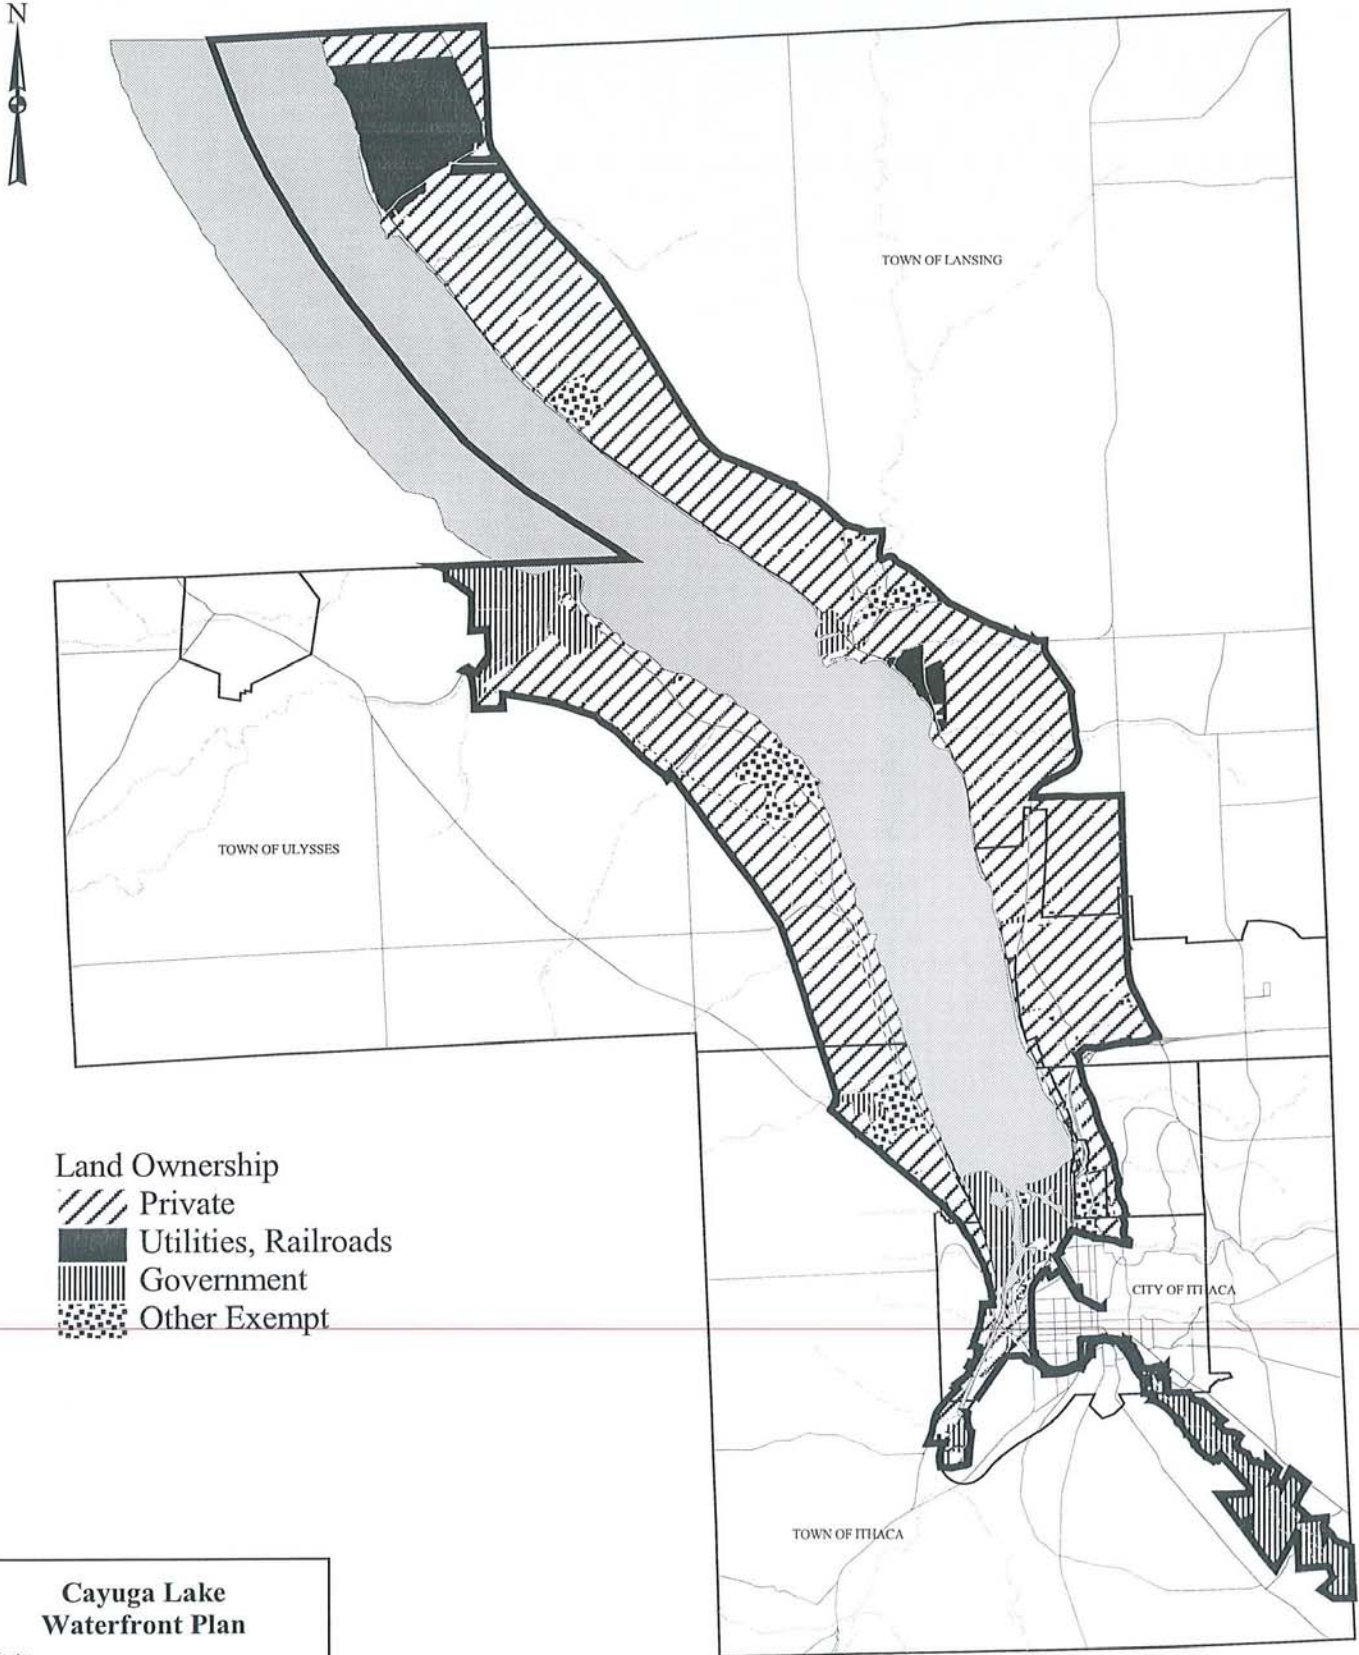 N
TOWN OF LANSING
TOWN OF ULYSSES
Land Ownership
Private
Utilities, Railroads
Government
Other Exempt
CITY OF ITHACA
TOWN OF ITHACA
Cayuga Lake
Waterfront Plan